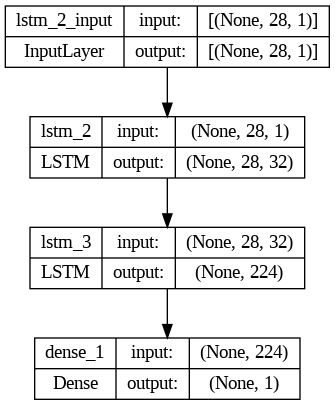 lstm_2_input input: [(None, 28, 1)]
InputLayer output: [(None, 28, 1)]
lstm_2 input: (None, 28, 1)
LSTM output: (None, 28, 32)
lstm_3 input: (None, 28, 32)
LSTM output: (None, 224)
dense_1 input: (None, 224)
Dense output: (None, 1)